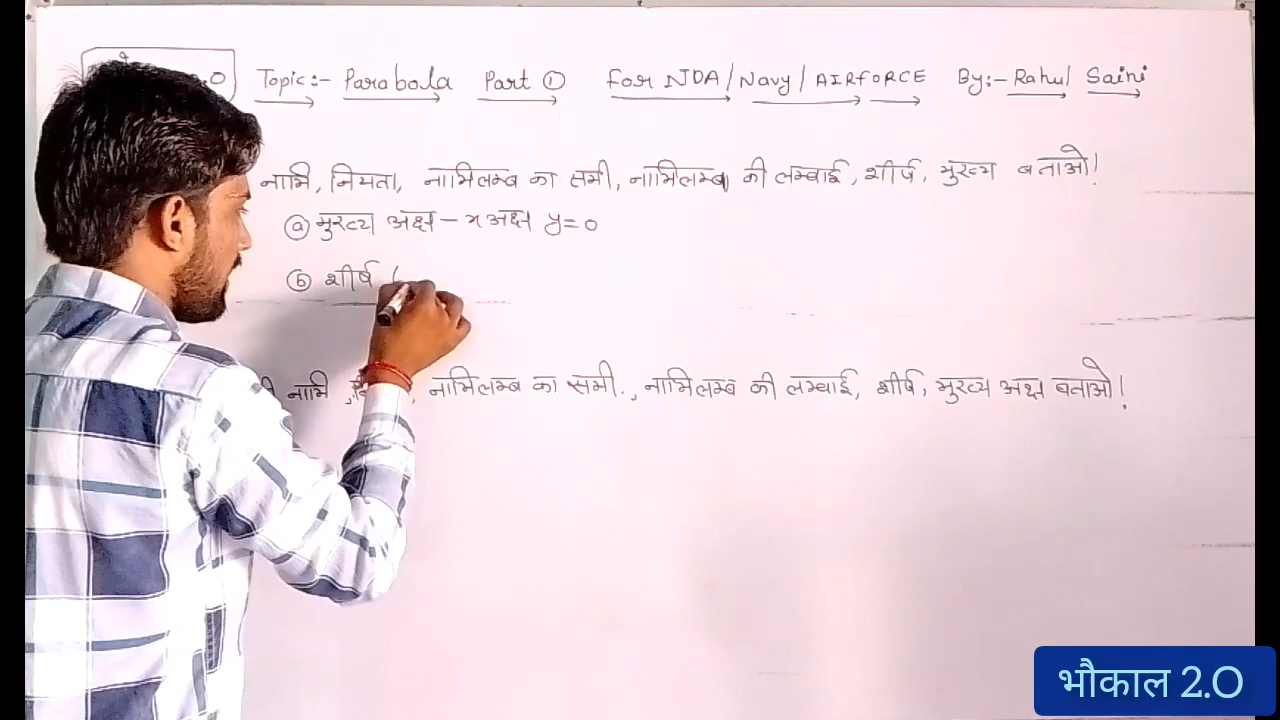 Topic:- Parabola Part ① for NDA/Navy/AIRFORCE By:- Rahul Saini
नाभि, नियता, नाभिलम्ब का समी, नाभिलम्ब की लम्बाई, शीर्ष, मुख्य बताओ!
ⓐ मुख्य अक्ष - x अक्ष y=0
ⓑ शीर्ष (
नाभि, नाभिलम्ब का समी., नाभिलम्ब की लम्बाई, शीर्ष, मुख्य अक्ष बताओ!
भौकाल 2.O